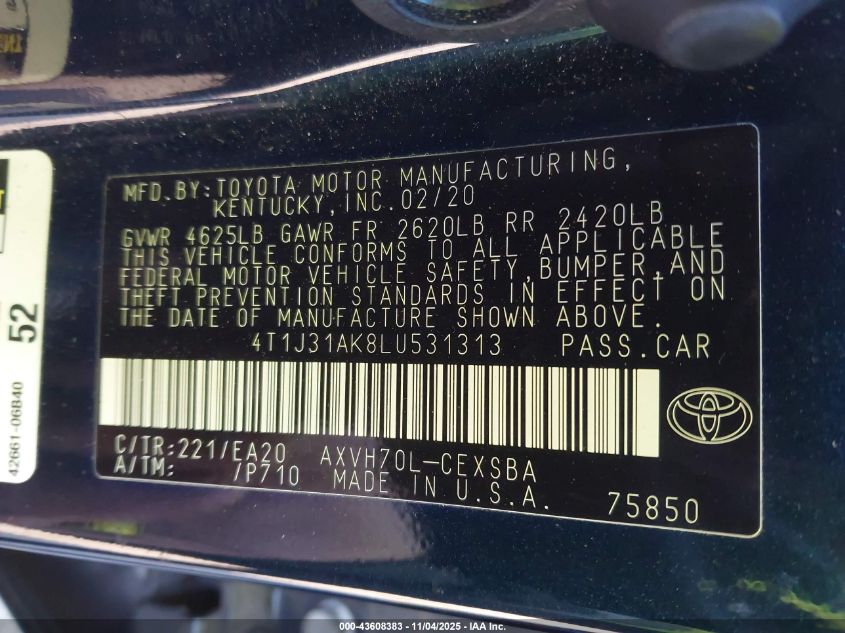 MFD.BY:TOYOTA MOTOR MANUFACTURING,
KENTUCKY,INC.02/20
GVWR 4625LB GAWR FR 2620LB RR 2420LB
THIS VEHICLE CONFORMS TO ALL APPLICABLE
FEDERAL MOTOR VEHICLE SAFETY,BUMPER,AND
THEFT PREVENTION STANDARDS IN EFFECT ON
THE DATE OF MANUFACTURE SHOWN ABOVE.
4T1J31AK8LU531313 PASS.CAR
C/TR:221/EA20 AXVH70L-CEXSBA
A/TM: /P710 MADE IN U.S.A.
75850
52
42661-06B40
000-43608383 - 11/04/2025 - IAA Inc.